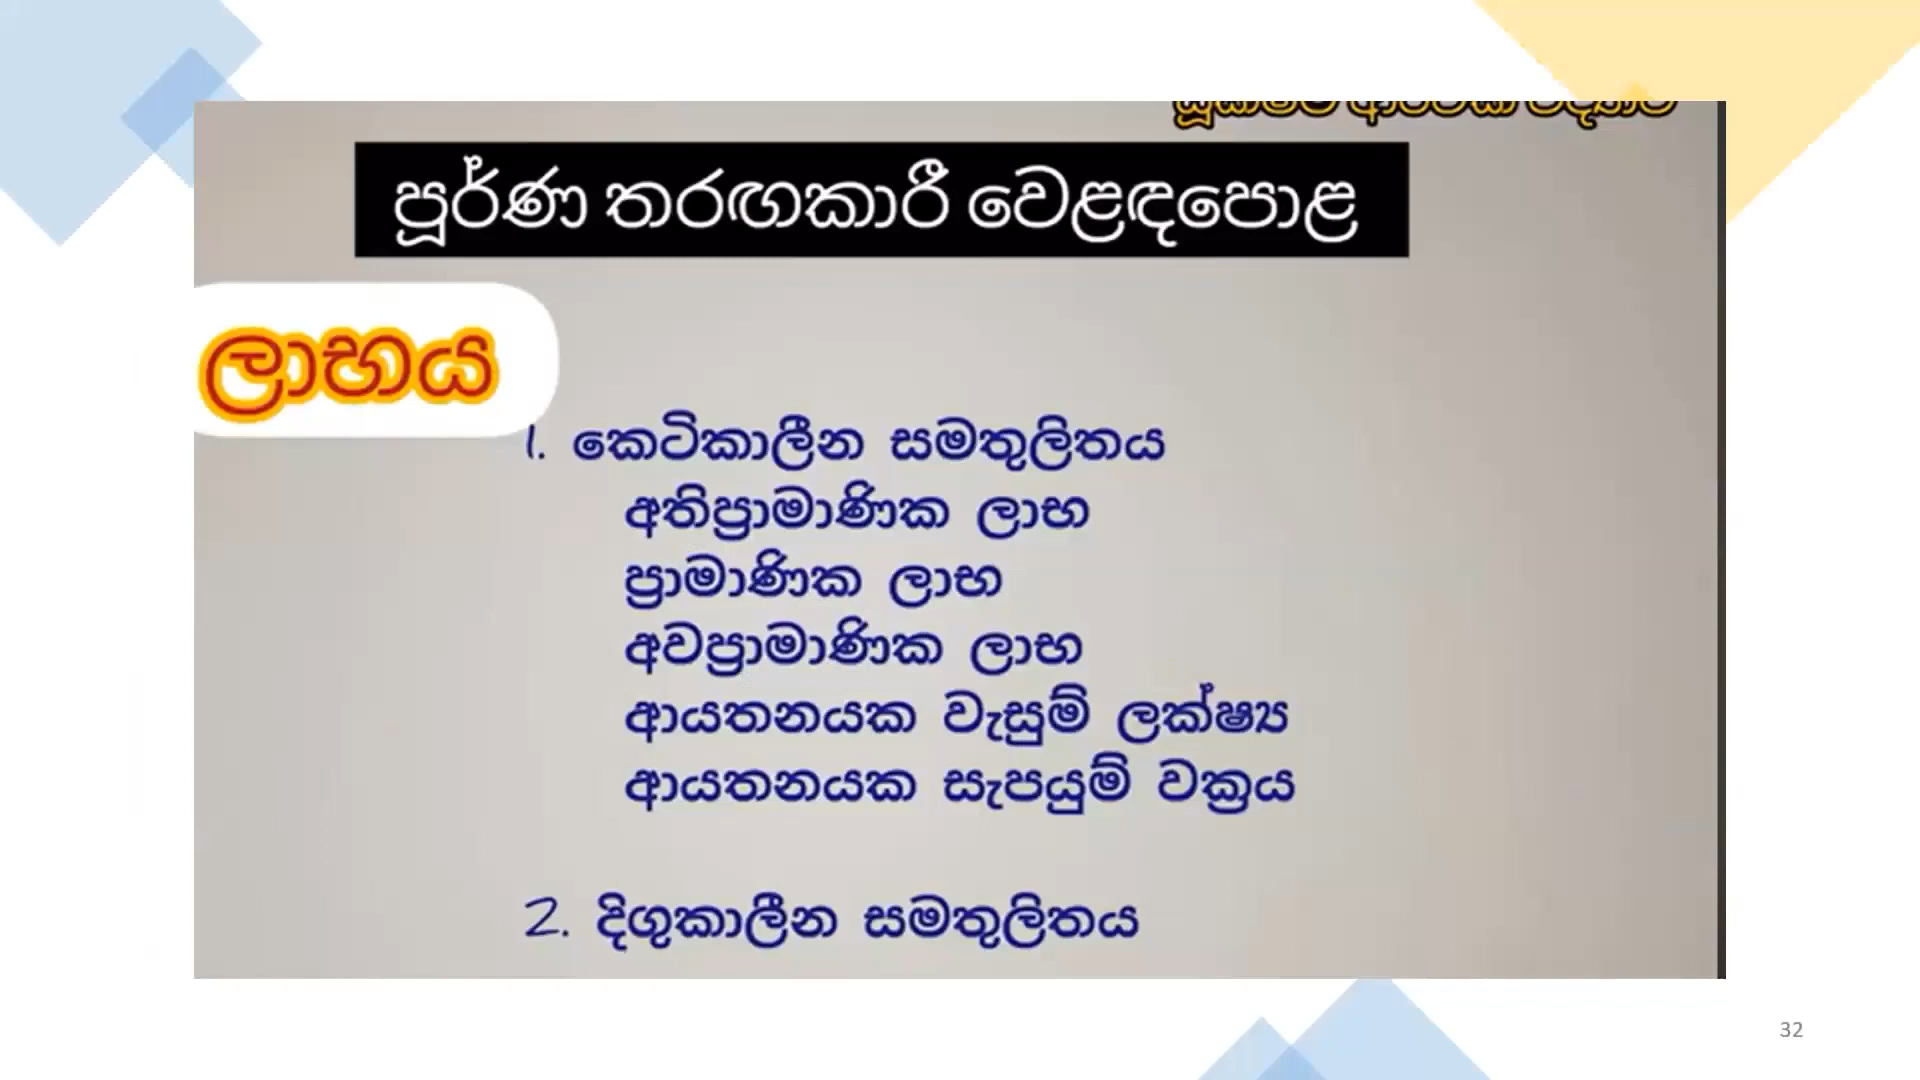 පූර්ණ තරඟකාරී වෙළඳපොළ
ලාභය
1. කෙටිකාලීන සමතුලිතය
අතිප්‍රාමාණික ලාභ
ප්‍රාමාණික ලාභ
අවප්‍රාමාණික ලාභ
ආයතනයක වැසුම් ලක්ෂ්‍ය
ආයතනයක සැපයුම් වක්‍රය
2. දිගුකාලීන සමතුලිතය
32